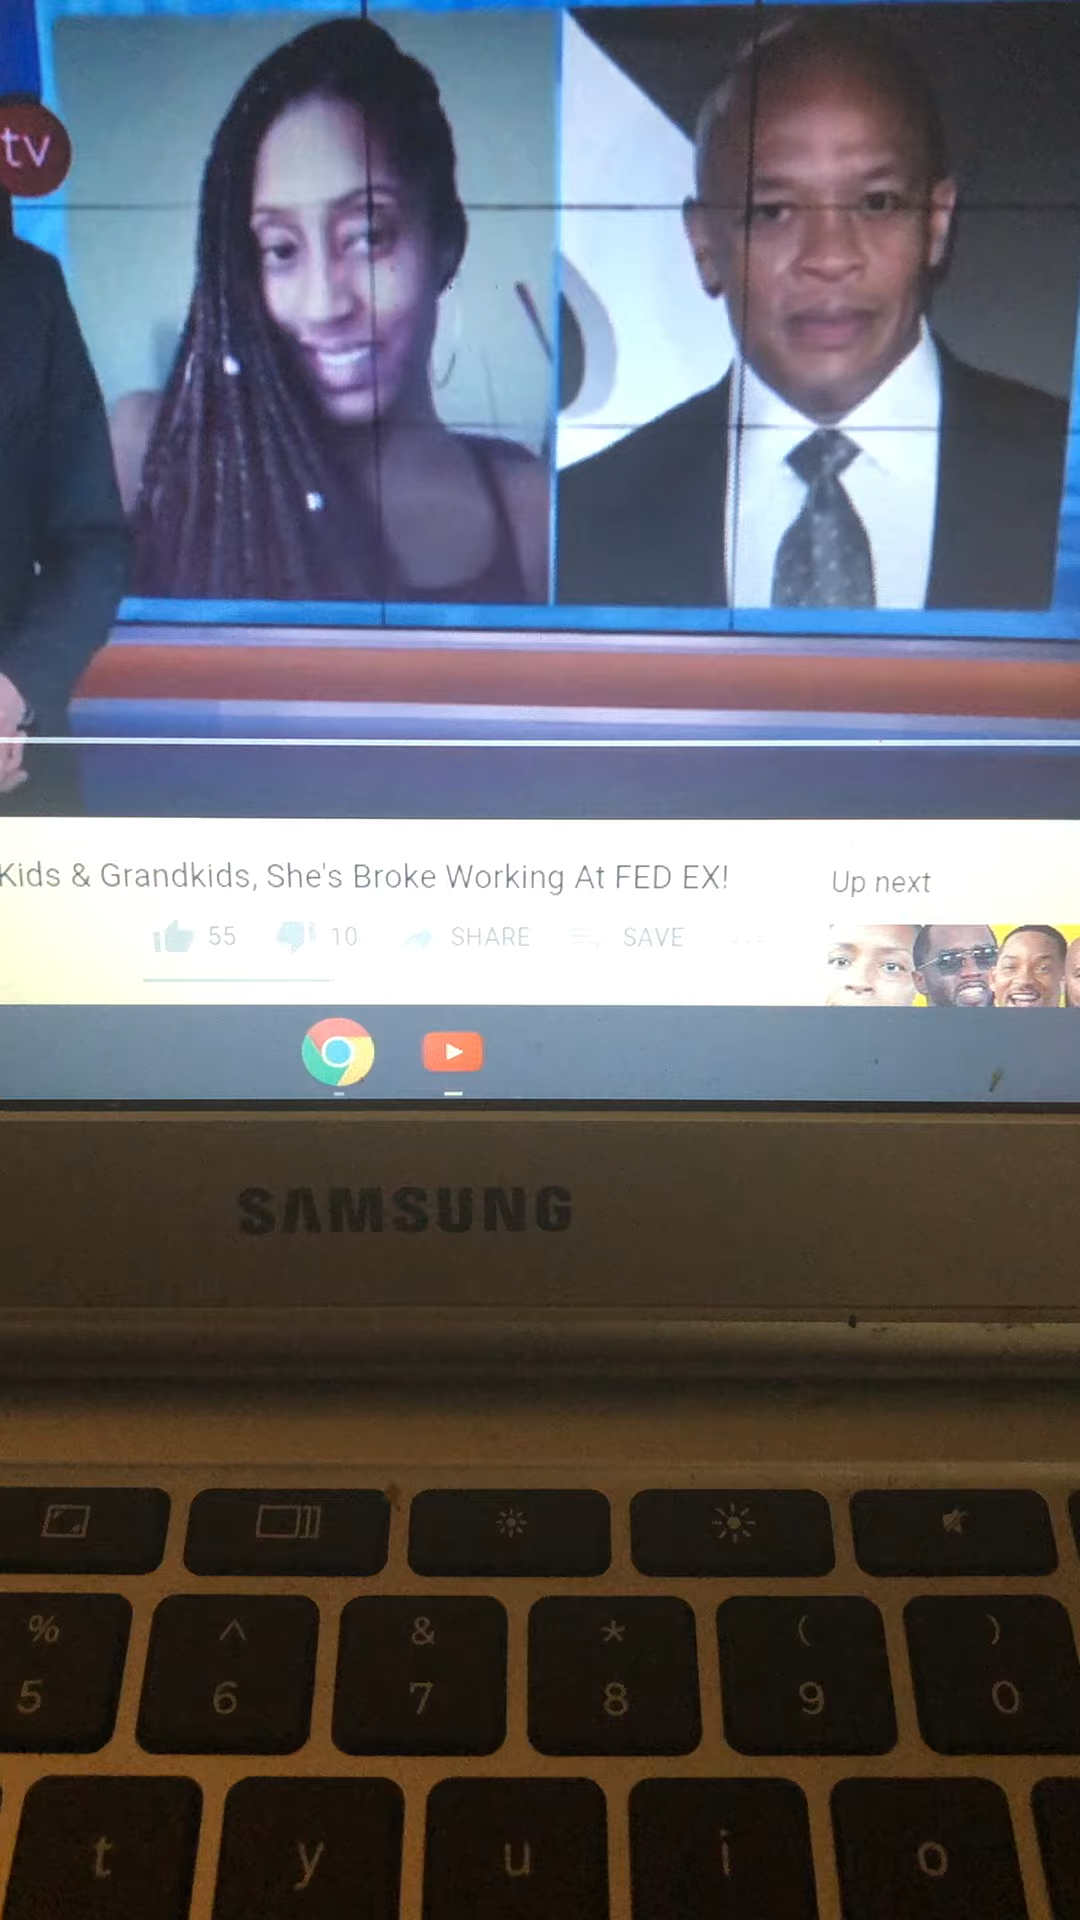 tv
Kids & Grandkids, She's Broke Working At FED EX!
Up next
55 10 SHARE SAVE
SAMSUNG
% ^ & * ( )
5 6 7 8 9 0
t y u i o